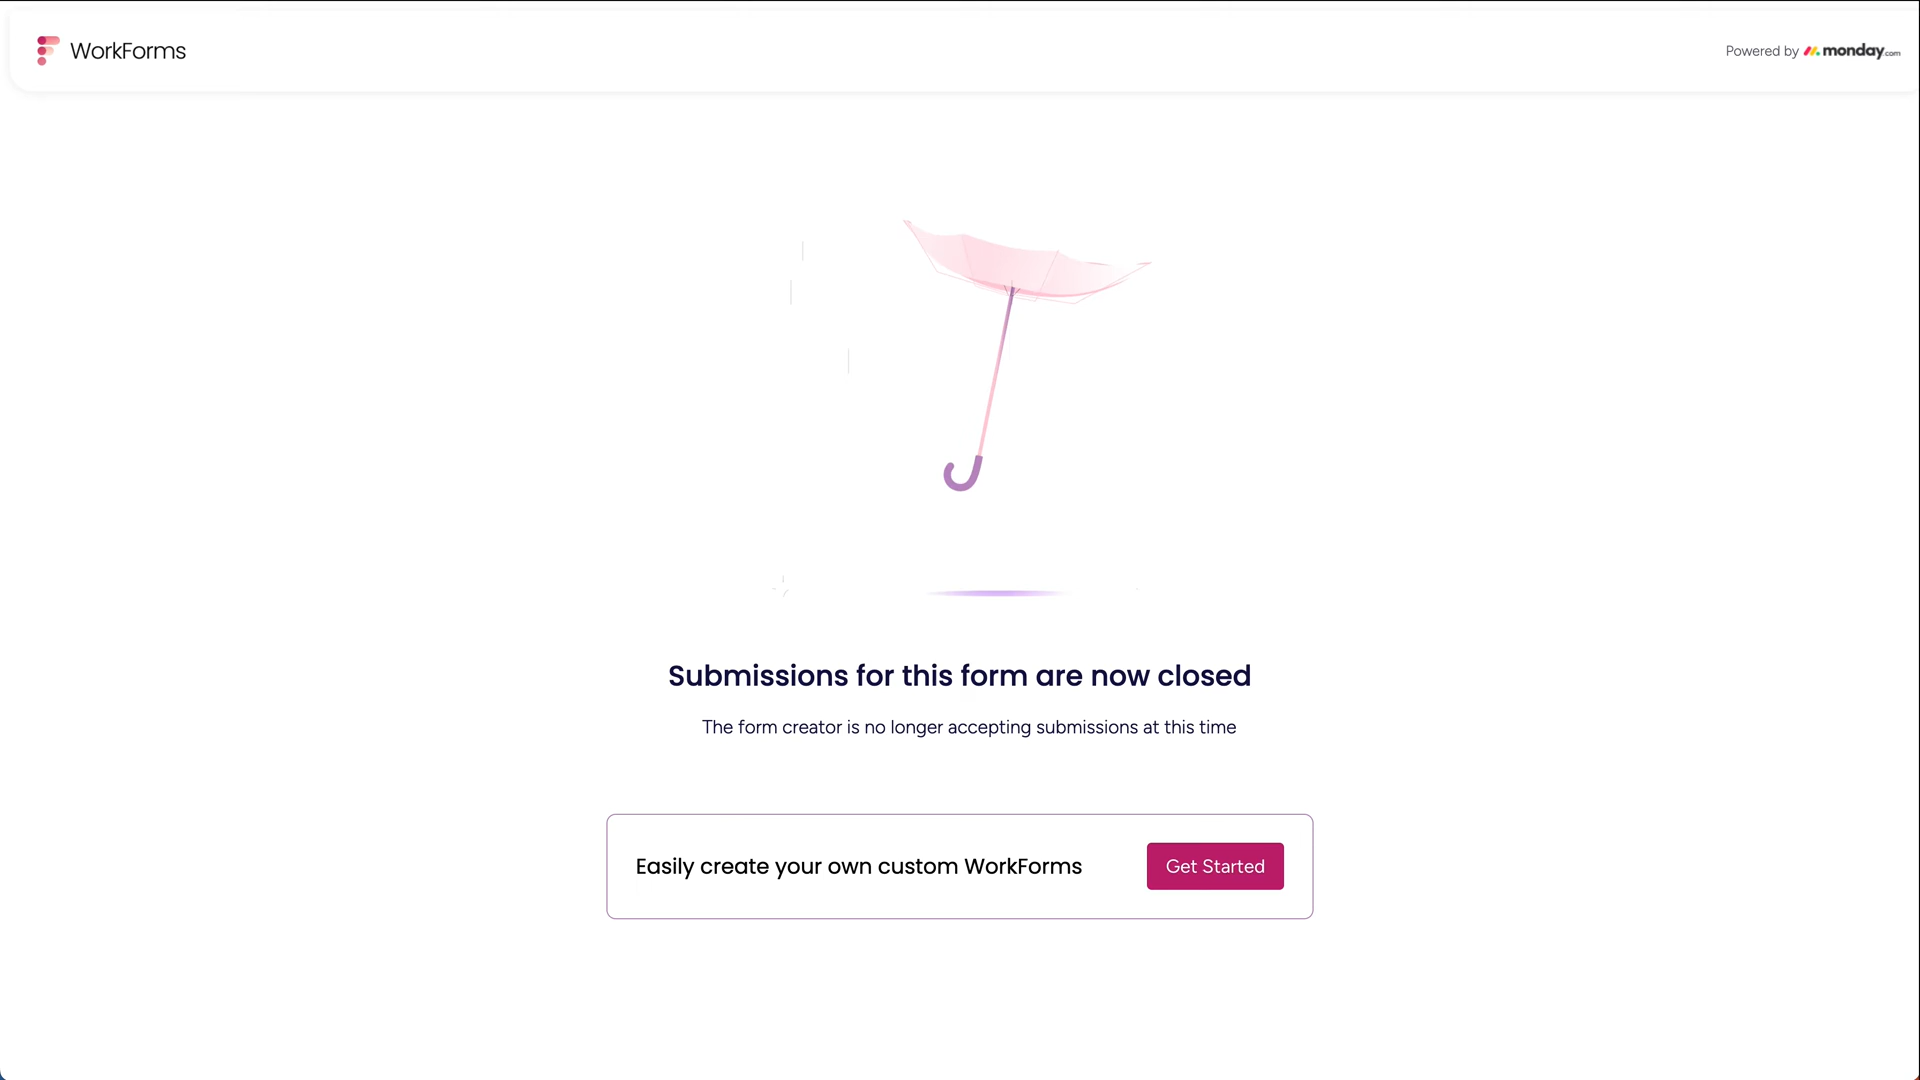 WorkForms
Powered by monday.com
Submissions for this form are now closed
The form creator is no longer accepting submissions at this time
Easily create your own custom WorkForms
Get Started